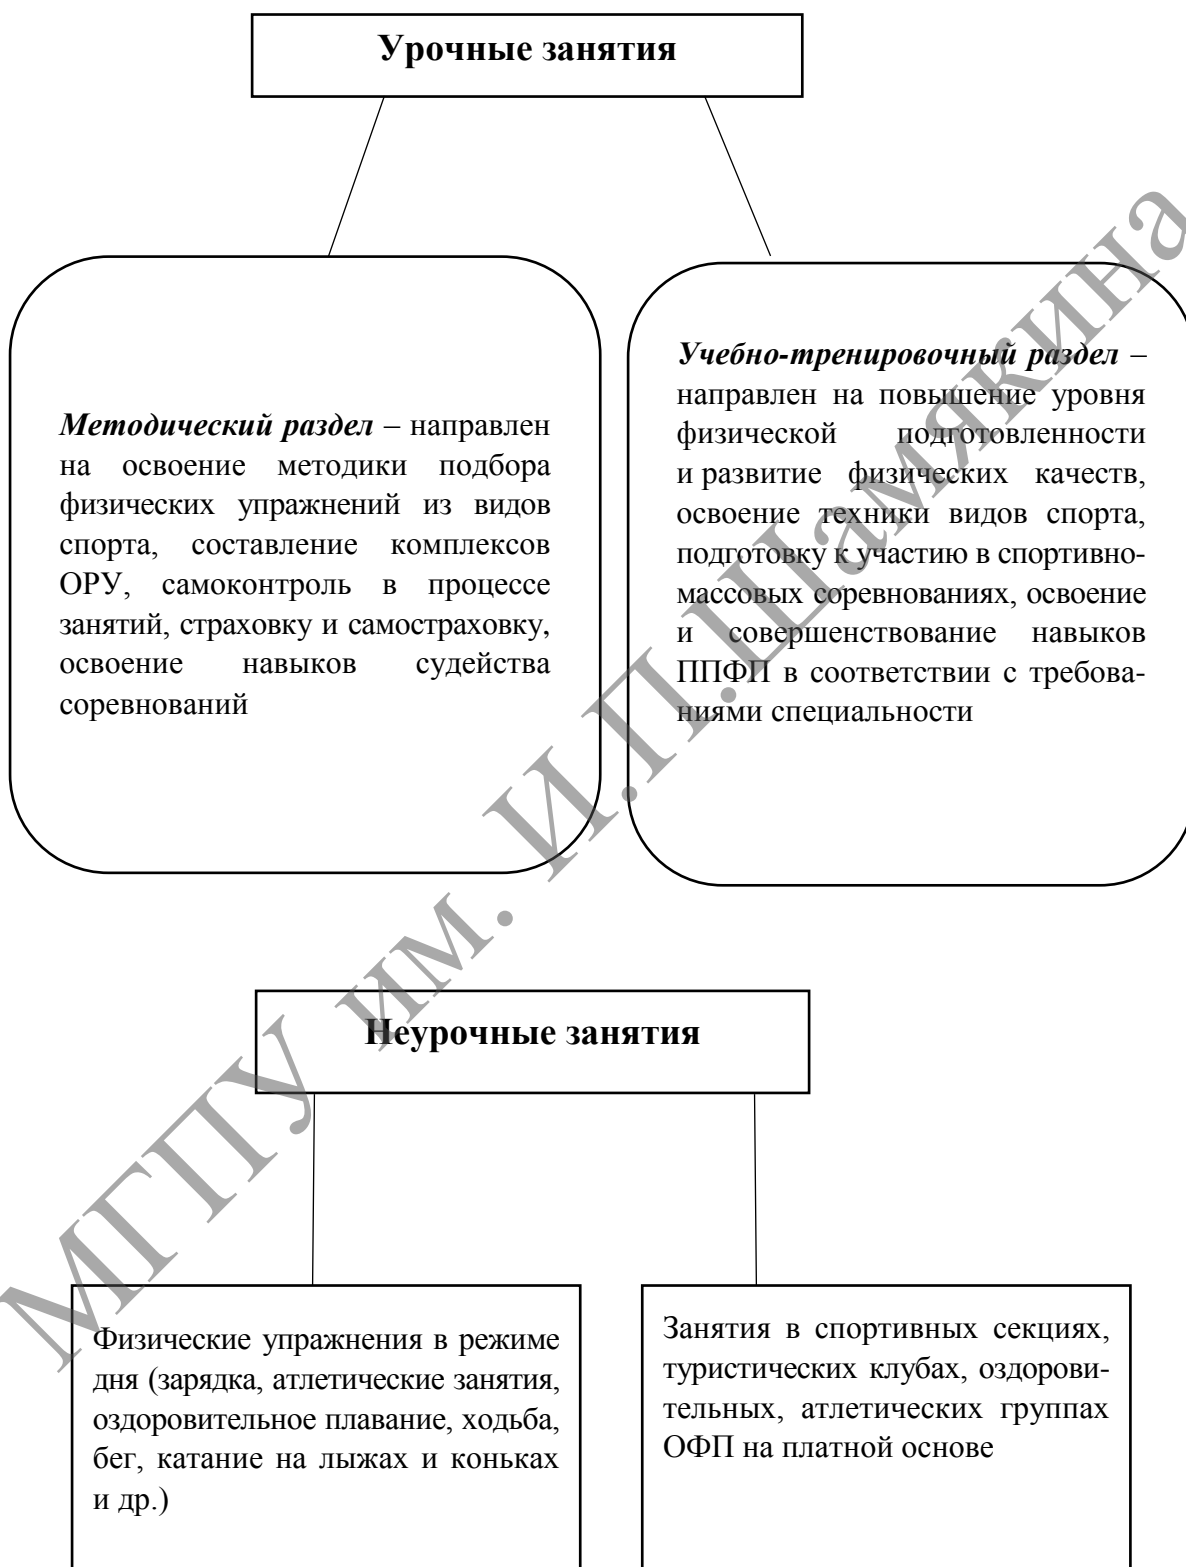 Урочные занятия
Методический раздел – направлен
на освоение методики подбора
физических упражнений из видов
спорта, составление комплексов
ОРУ, самоконтроль в процессе
занятий, страховку и самостраховку,
освоение навыков судейства
соревнований
Учебно-тренировочный раздел –
направлен на повышение уровня
физической подготовленности
и развитие физических качеств,
освоение техники видов спорта,
подготовку к участию в спортивно-
массовых соревнованиях, освоение
и совершенствование навыков
ППФП в соответствии с требова-
ниями специальности
Неурочные занятия
Физические упражнения в режиме
дня (зарядка, атлетические занятия,
оздоровительное плавание, ходьба,
бег, катание на лыжах и коньках
и др.)
Занятия в спортивных секциях,
туристических клубах, оздорови-
тельных, атлетических группах
ОФП на платной основе
МГПУ им. И.П.Шамякина